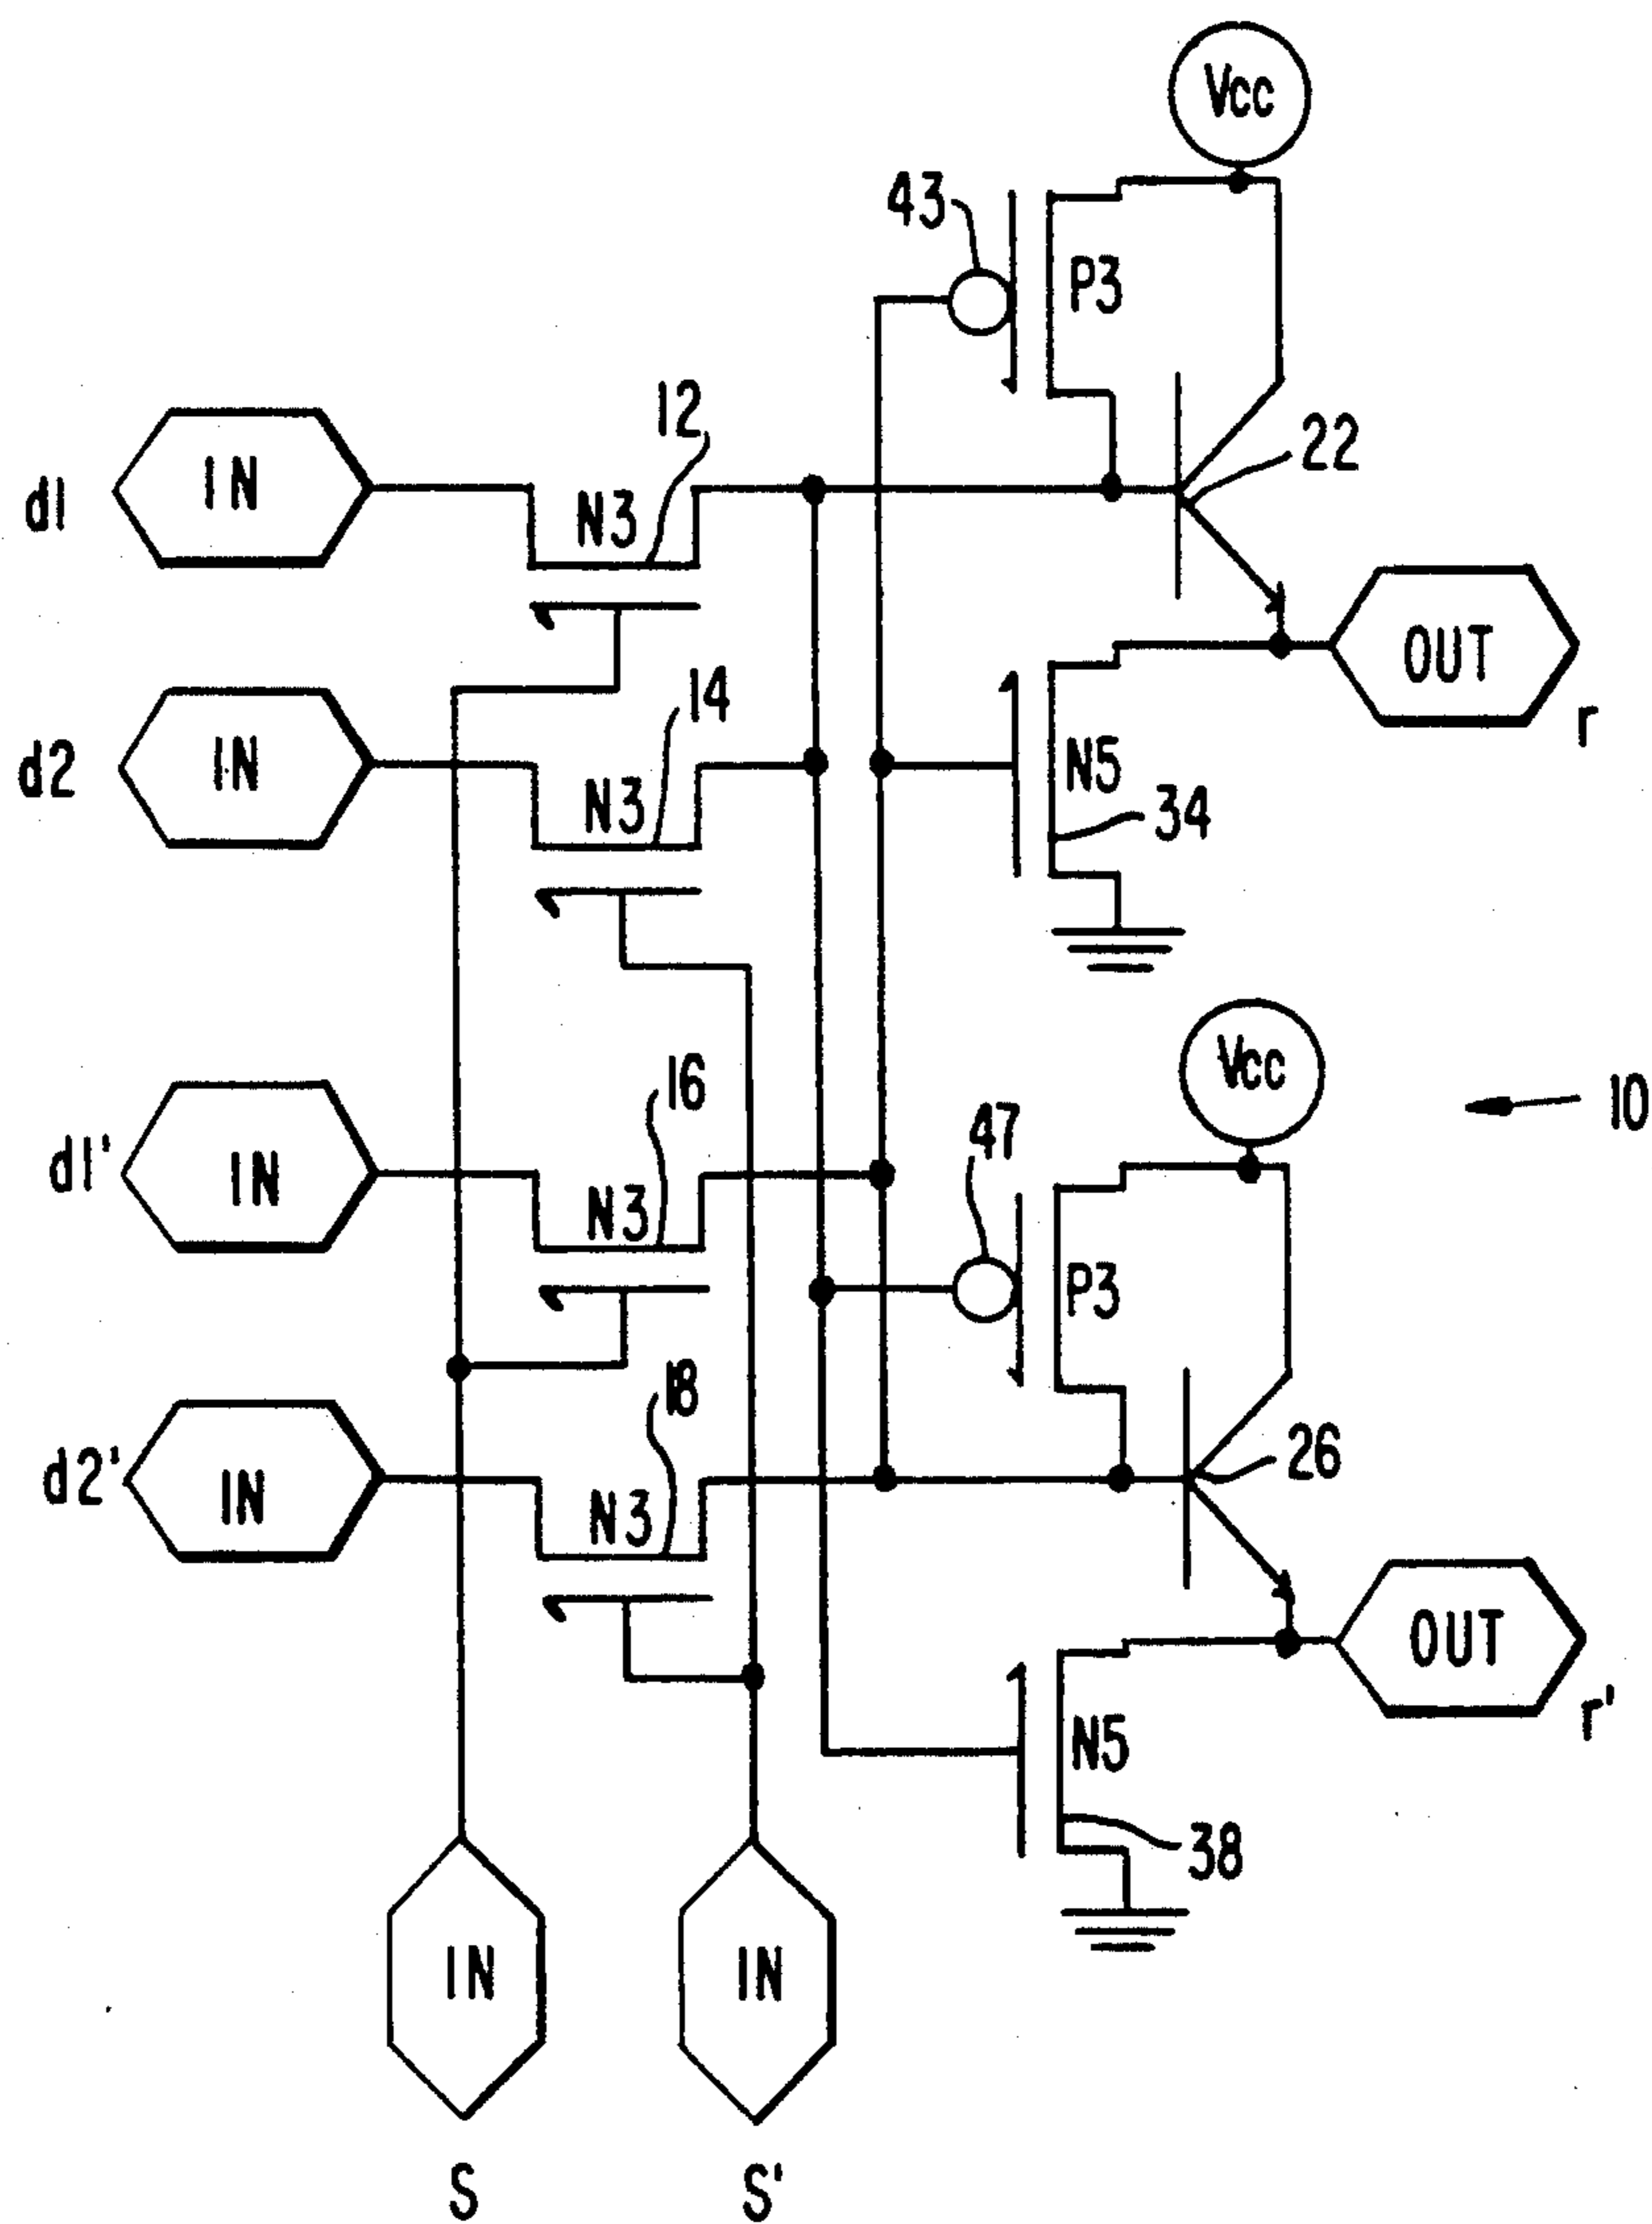 Vcc
43
P3
12
22
d1
IN
N3
OUT
r
14
d2
IN
N3
N5
34
Vcc
10
16
47
d1'
IN
N3
P3
18
26
d2'
IN
N3
OUT
r'
N5
38
IN
IN
S
S'